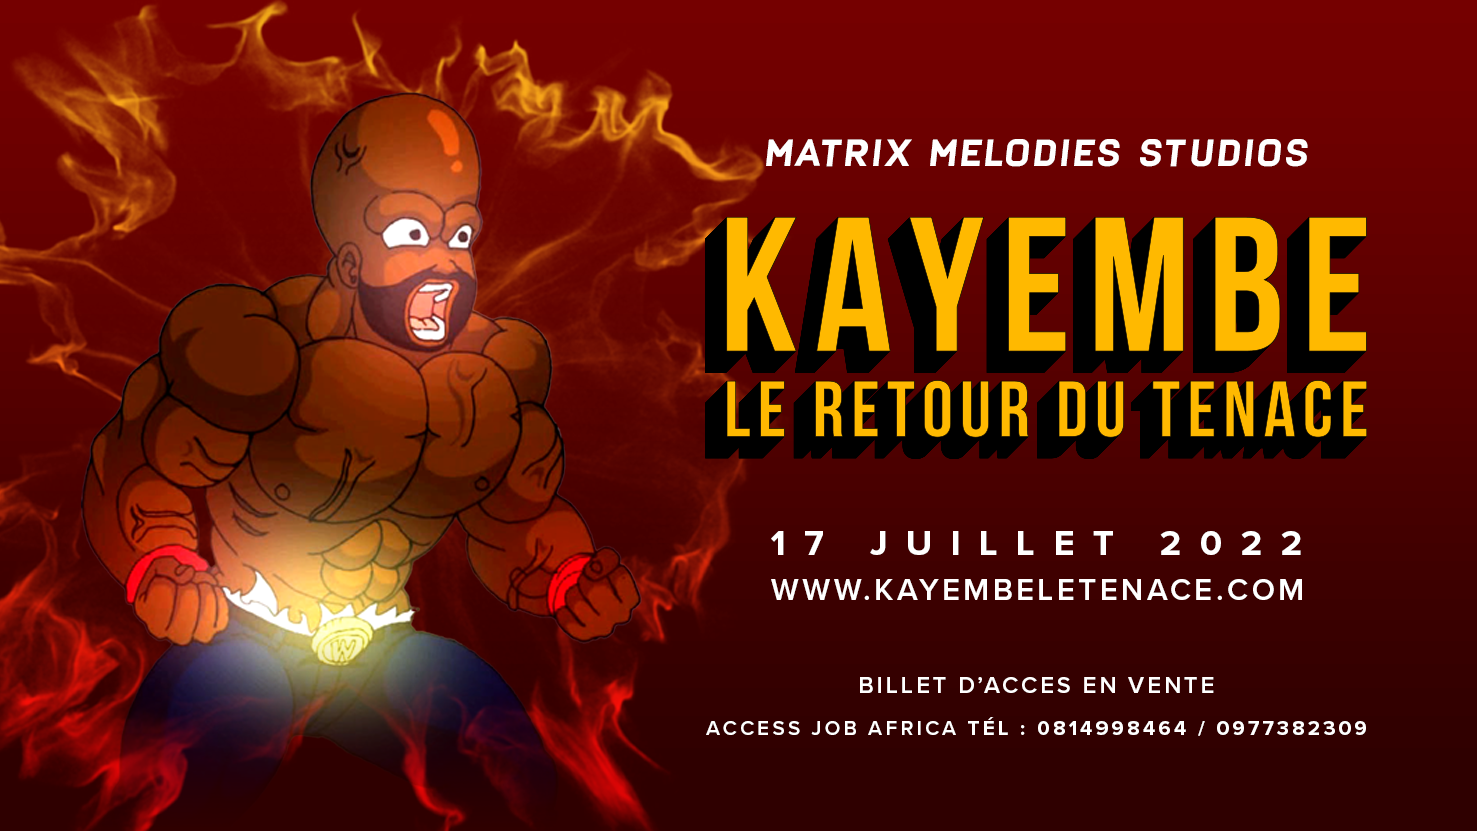 MATRIX MELODIES STUDIOS
KAYEMBE
LE RETOUR DU TENACE
17 JUILLET 2022
WWW.KAYEMBELETENACE.COM
BILLET D’ACCES EN VENTE
ACCESS JOB AFRICA TÉL : 0814998464 / 0977382309
W